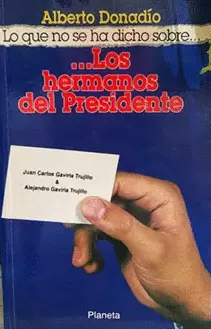 Alberto Donadío
Lo que no se ha dicho sobre...
...Los
hermanos
del Presidente
Juan Carlos Gaviria Trujillo
&
Alejandro Gaviria Trujillo
Planeta